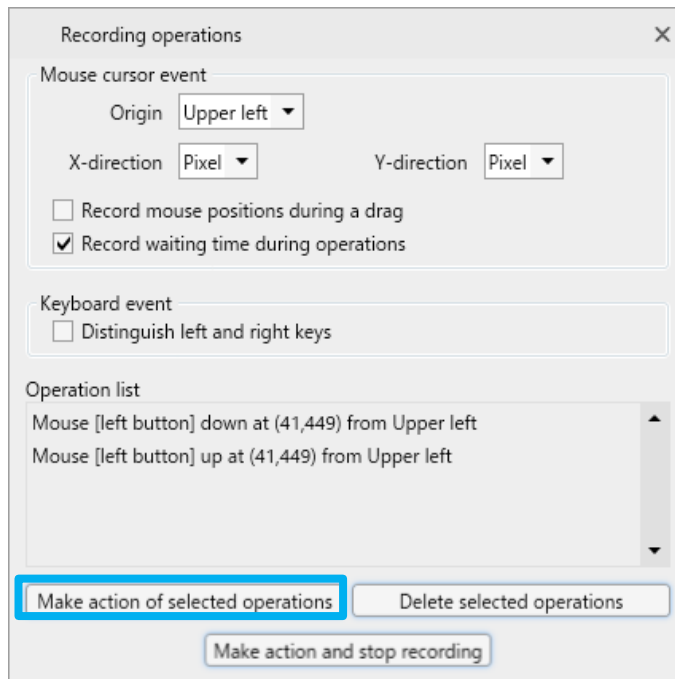 Recording operations
Mouse cursor event
Origin Upper left
X-direction Pixel Y-direction Pixel
Record mouse positions during a drag
Record waiting time during operations
Keyboard event
Distinguish left and right keys
Operation list
Mouse [left button] down at (41,449) from Upper left
Mouse [left button] up at (41,449) from Upper left
Make action of selected operations Delete selected operations
Make action and stop recording